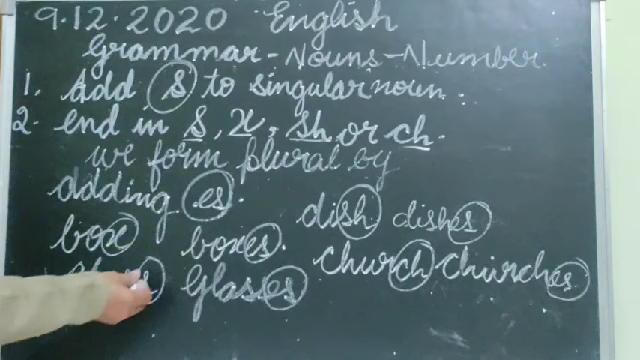 9.12.2020 English
Grammar - Nouns - Number.
1. Add s to singular noun.
2. end in s, x, sh or ch.
we form plural by
adding es.
dish dishes
box boxes.
church churches
Glasses